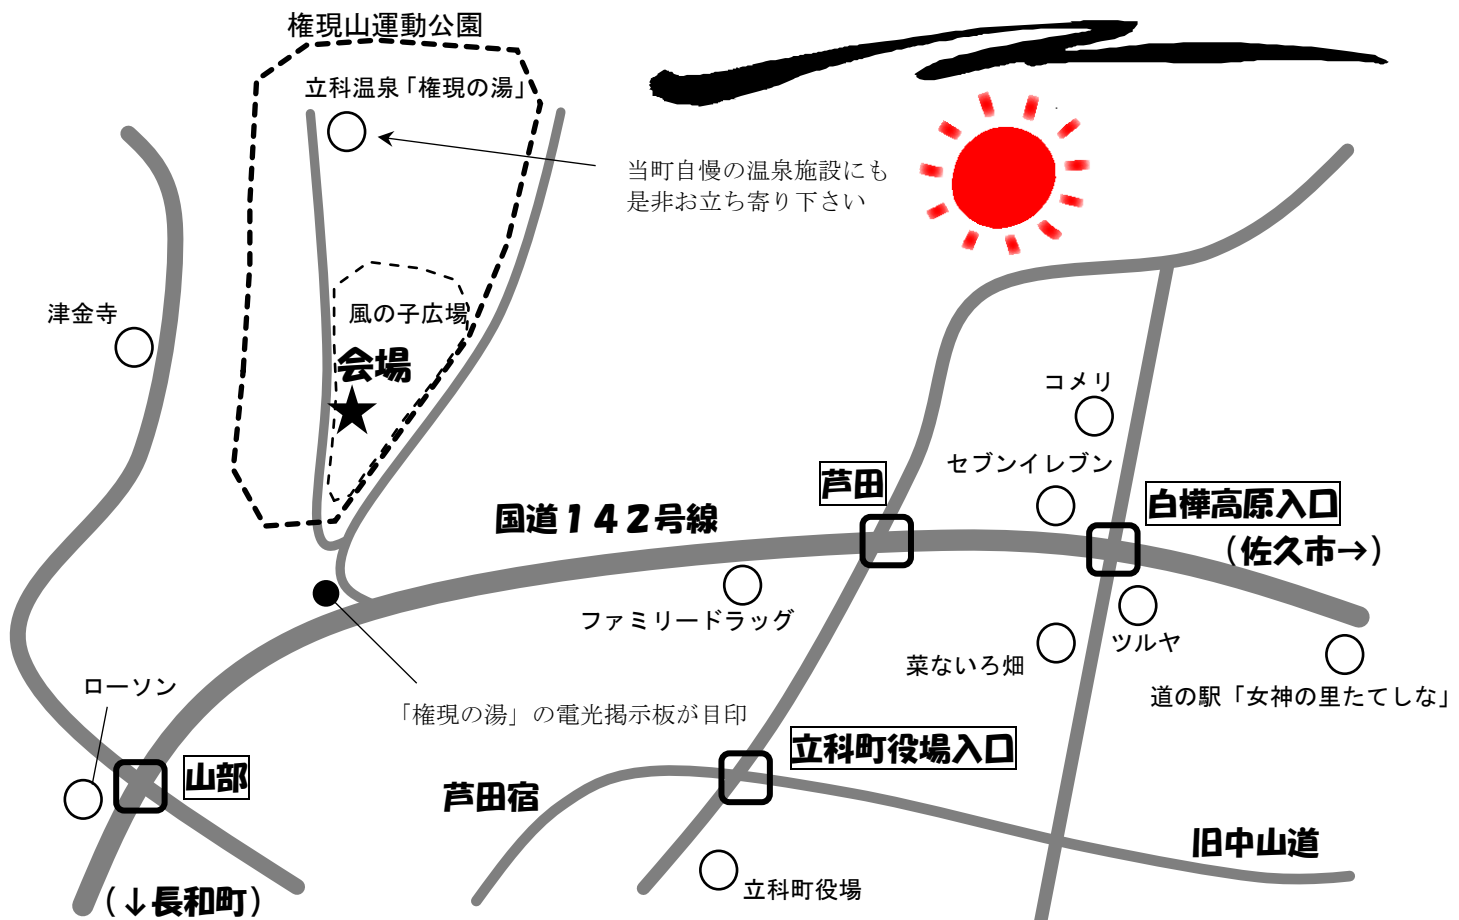 権現山運動公園
立科温泉「権現の湯」
当町自慢の温泉施設にも
是非お立ち寄り下さい
津金寺
風の子広場
会場
コメリ
セブンイレブン
芦田
白樺高原入口
国道142号線
(佐久市→)
ファミリードラッグ
ツルヤ
菜ないろ畑
ローソン
道の駅「女神の里たてしな」
「権現の湯」の電光掲示板が目印
立科町役場入口
山部
芦田宿
旧中山道
立科町役場
(↓長和町)